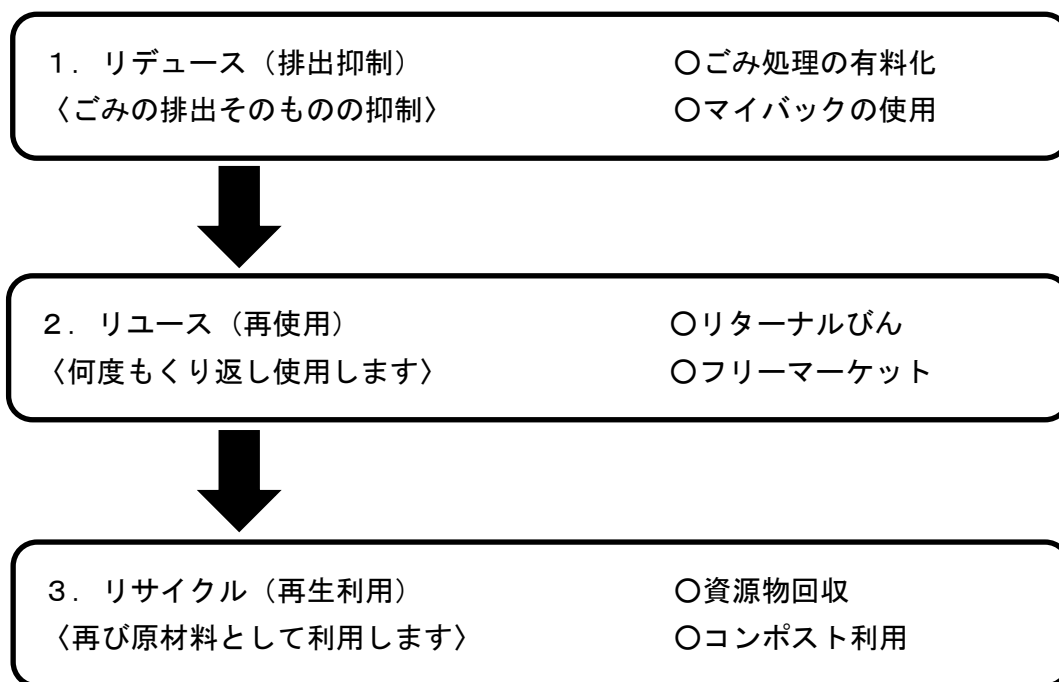 １．リデュース（排出抑制）　○ごみ処理の有料化
〈ごみの排出そのものの抑制〉　○マイバックの使用
２．リユース（再使用）　○リターナルびん
〈何度もくり返し使用します〉　○フリーマーケット
３．リサイクル（再生利用）　○資源物回収
〈再び原材料として利用します〉　○コンポスト利用